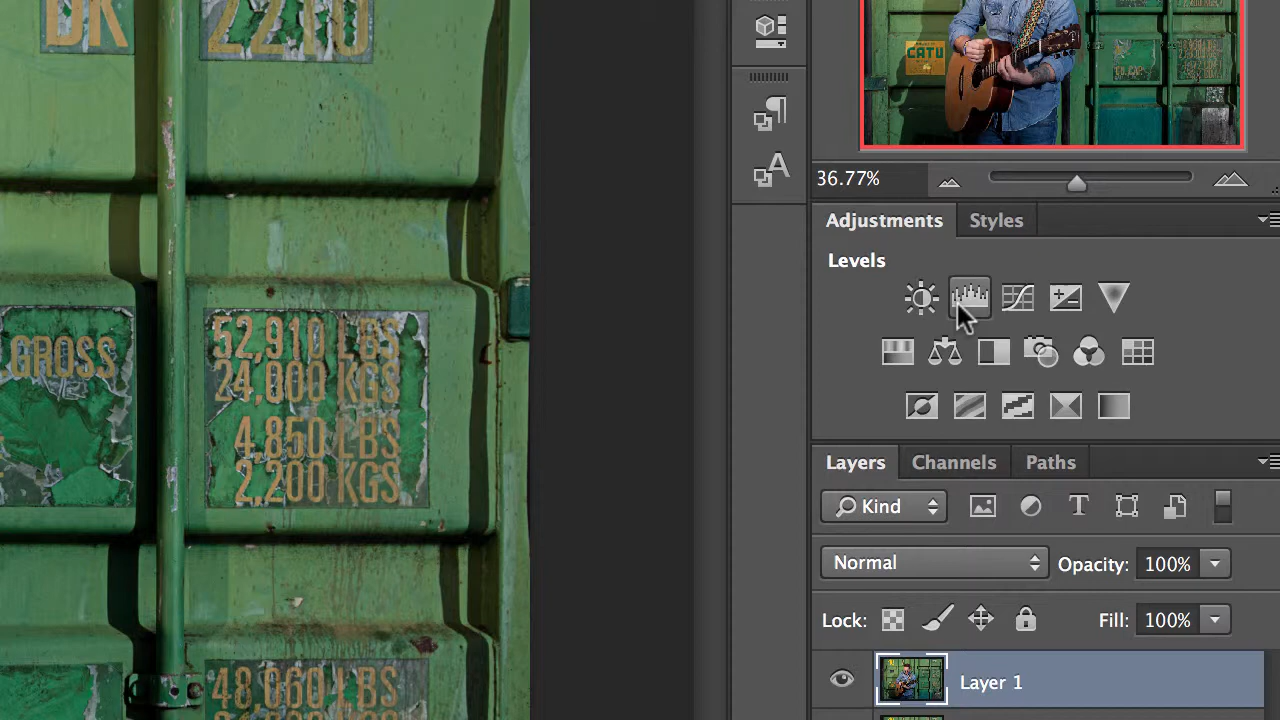 DK
2210
CATU
36.77%
Adjustments
Styles
Levels
GROSS
52,910 LBS
24,000 KGS
4,850 LBS
2,200 KGS
Layers
Channels
Paths
Kind
Normal
Opacity:
100%
Lock:
Fill:
100%
48,060 LBS
Layer 1